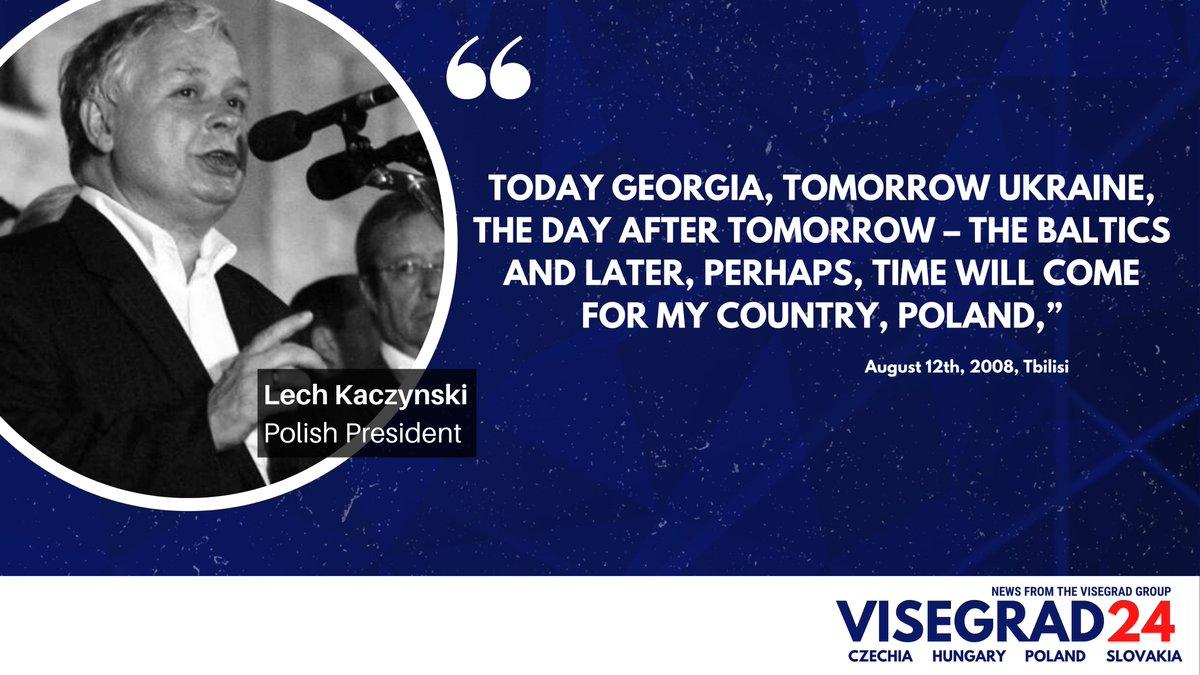 “
TODAY GEORGIA, TOMORROW UKRAINE,
THE DAY AFTER TOMORROW – THE BALTICS
AND LATER, PERHAPS, TIME WILL COME
FOR MY COUNTRY, POLAND,”
August 12th, 2008, Tbilisi
Lech Kaczynski
Polish President
NEWS FROM THE VISEGRAD GROUP
VISEGRAD24
CZECHIA HUNGARY POLAND SLOVAKIA